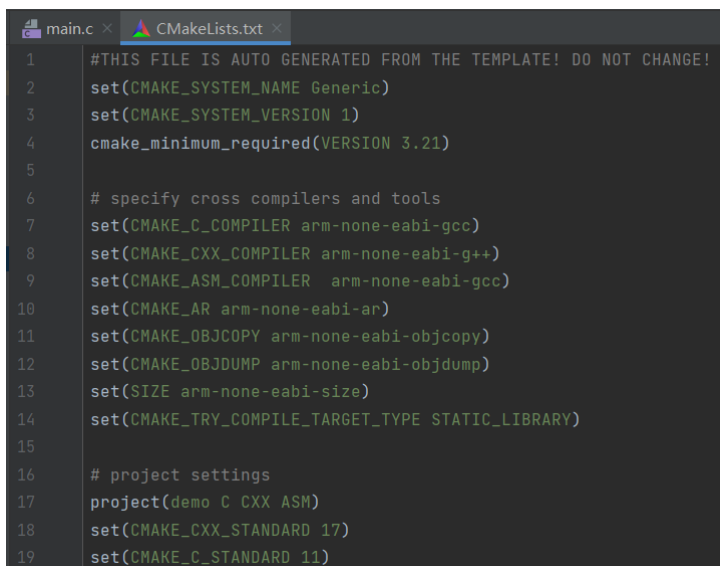 main.c CMakeLists.txt
1 #THIS FILE IS AUTO GENERATED FROM THE TEMPLATE! DO NOT CHANGE!
2 set(CMAKE_SYSTEM_NAME Generic)
3 set(CMAKE_SYSTEM_VERSION 1)
4 cmake_minimum_required(VERSION 3.21)
5
6 # specify cross compilers and tools
7 set(CMAKE_C_COMPILER arm-none-eabi-gcc)
8 set(CMAKE_CXX_COMPILER arm-none-eabi-g++)
9 set(CMAKE_ASM_COMPILER  arm-none-eabi-gcc)
10 set(CMAKE_AR arm-none-eabi-ar)
11 set(CMAKE_OBJCOPY arm-none-eabi-objcopy)
12 set(CMAKE_OBJDUMP arm-none-eabi-objdump)
13 set(SIZE arm-none-eabi-size)
14 set(CMAKE_TRY_COMPILE_TARGET_TYPE STATIC_LIBRARY)
15
16 # project settings
17 project(demo C CXX ASM)
18 set(CMAKE_CXX_STANDARD 17)
19 set(CMAKE_C_STANDARD 11)